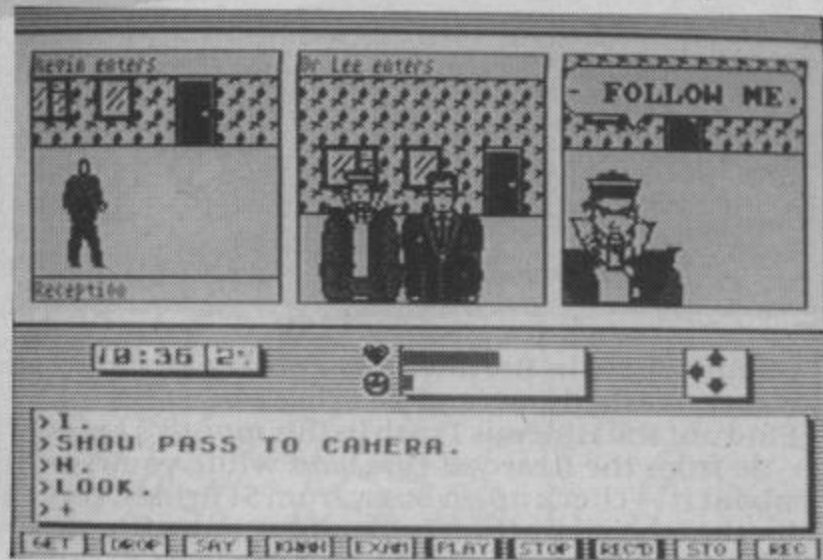 Kevin enters
Dr Lee enters
- FOLLOW ME.
Reception
10:36 2%
>I.
>SHOW PASS TO CAMERA.
>N.
>LOOK.
>+
GET DROP SAY EXAM PLAY STOP REC'D STO REC